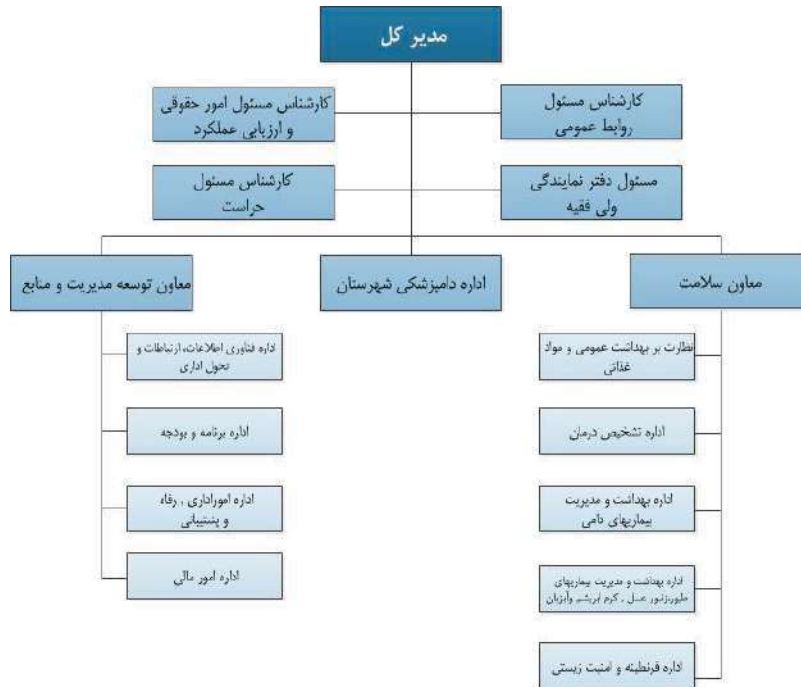 مدیر کل
کارشناس مسئول
روابط عمومی
کارشناس مسئول امور حقوقی
و ارزیابی عملکرد
مسئول دفتر نمایندگی
ولی فقیه
کارشناس مسئول
حراست
معاون سلامت
اداره دامپزشکی شهرستان
معاون توسعه مدیریت و منابع
نظارت بر بهداشت عمومی و مواد
غذائی
اداره تشخیص درمان
اداره بهداشت و مدیریت
بیماریهای دامی
اداره بهداشت و مدیریت بیماریهای
طیور،زنبور عسل ، کرم ابریشم وآبزیان
اداره قرنطینه و امنیت زیستی
اداره فناوری اطلاعات، ارتباطات و
تحول اداری
اداره برنامه و بودجه
اداره اموراداری ، رفاه
و پشتیبانی
اداره امور مالی